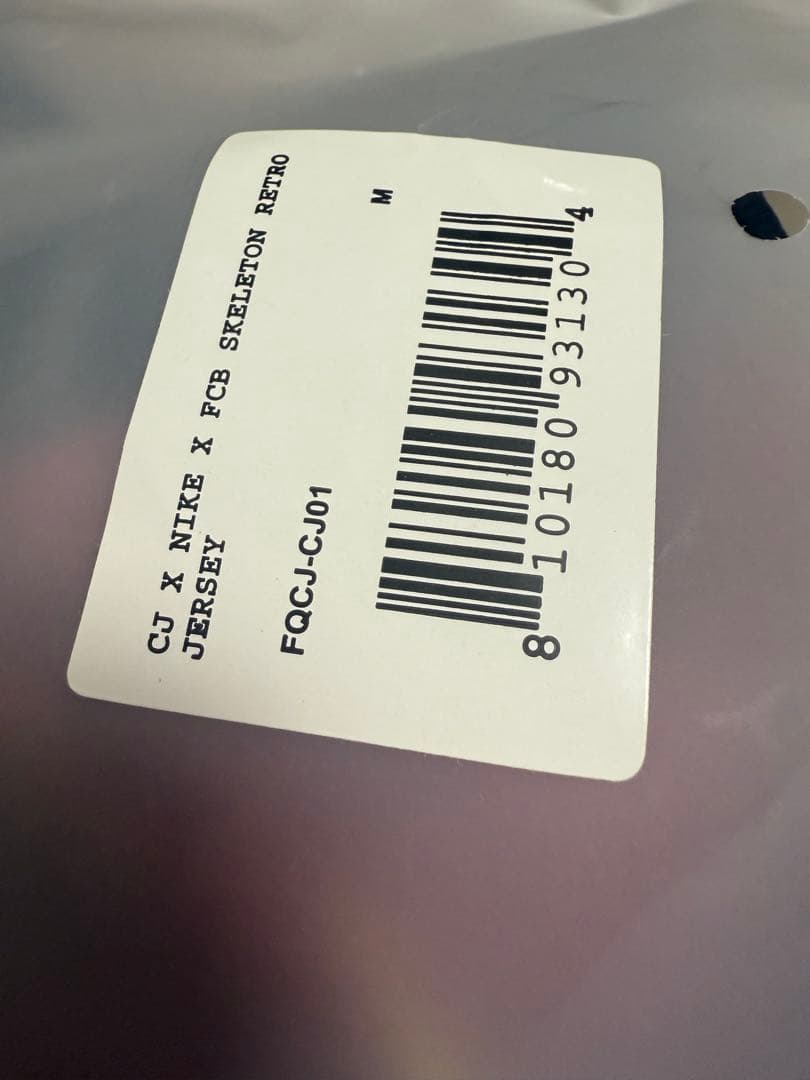 CJ X NIKE X FCB SKELETON RETRO
JERSEY
FQCJ-CJ01
M
8 10180 93130 4